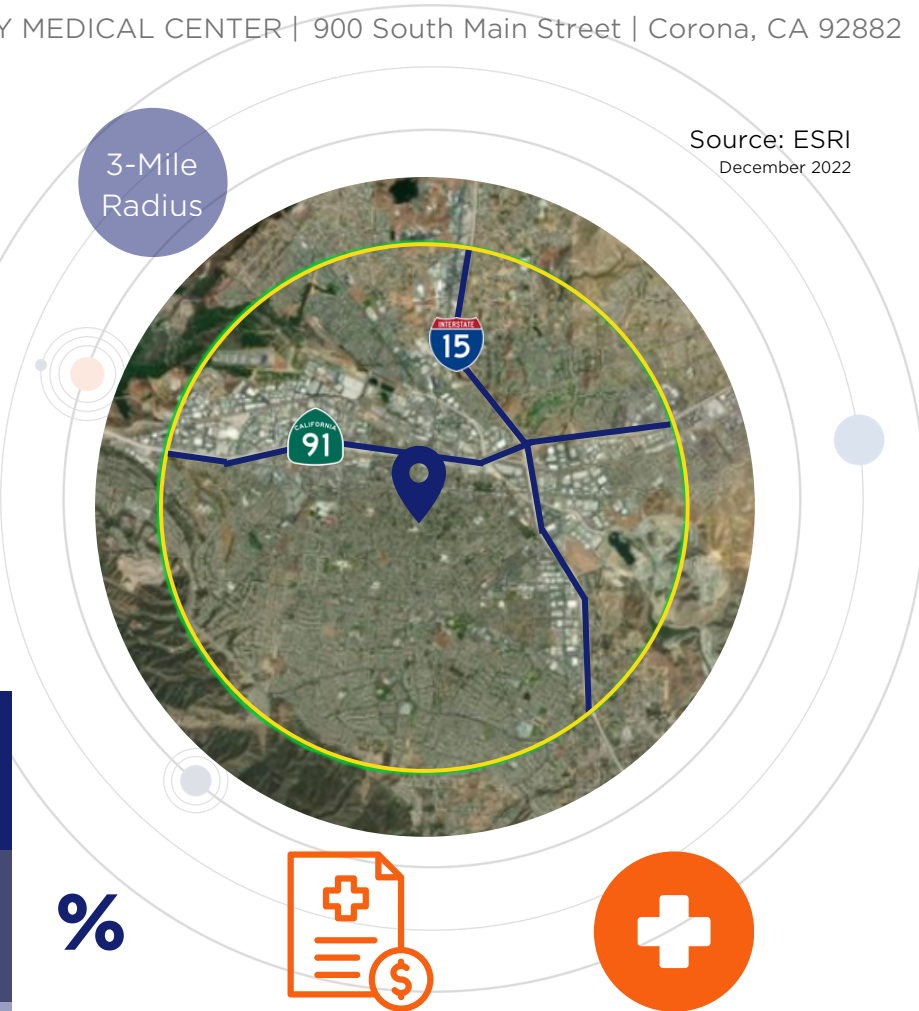 Y MEDICAL CENTER | 900 South Main Street | Corona, CA 92882
3-Mile
Radius
Source: ESRI
December 2022
INTERSTATE
15
CALIFORNIA
91
%
$